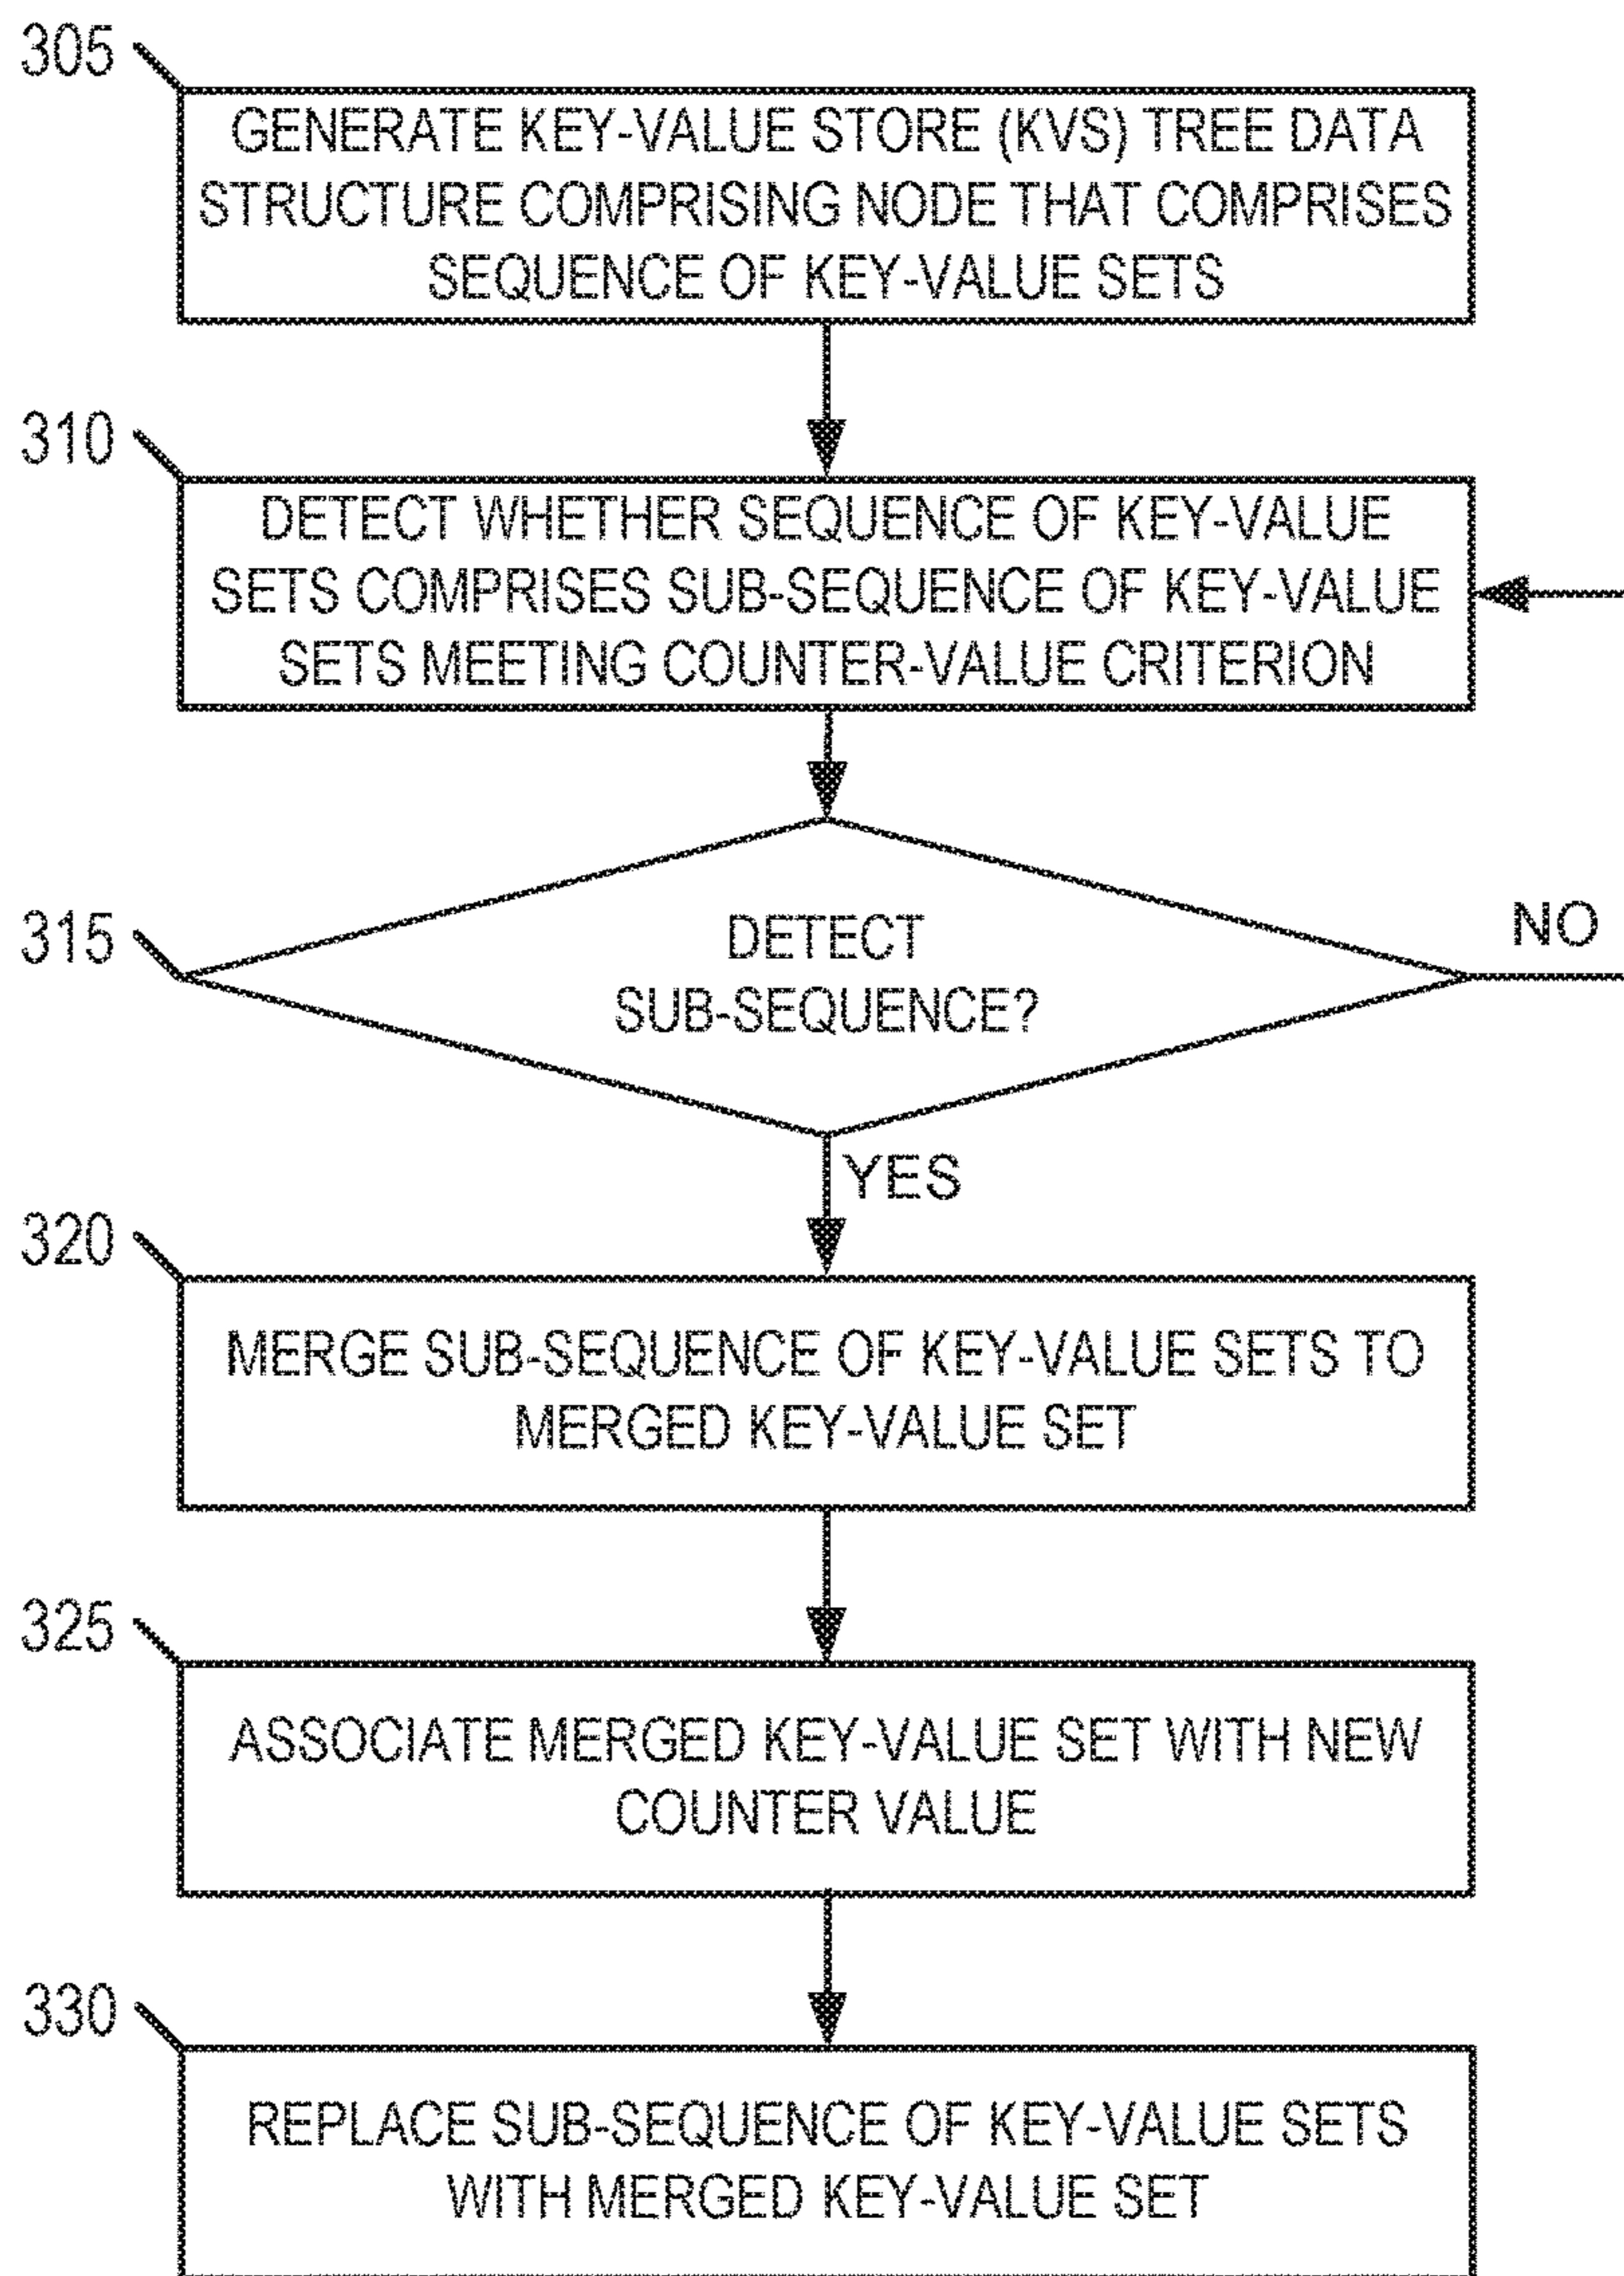 305
GENERATE KEY-VALUE STORE (KVS) TREE DATA
STRUCTURE COMPRISING NODE THAT COMPRISES
SEQUENCE OF KEY-VALUE SETS
310
DETECT WHETHER SEQUENCE OF KEY-VALUE
SETS COMPRISES SUB-SEQUENCE OF KEY-VALUE
SETS MEETING COUNTER-VALUE CRITERION
315
DETECT
SUB-SEQUENCE?
NO
YES
320
MERGE SUB-SEQUENCE OF KEY-VALUE SETS TO
MERGED KEY-VALUE SET
325
ASSOCIATE MERGED KEY-VALUE SET WITH NEW
COUNTER VALUE
330
REPLACE SUB-SEQUENCE OF KEY-VALUE SETS
WITH MERGED KEY-VALUE SET